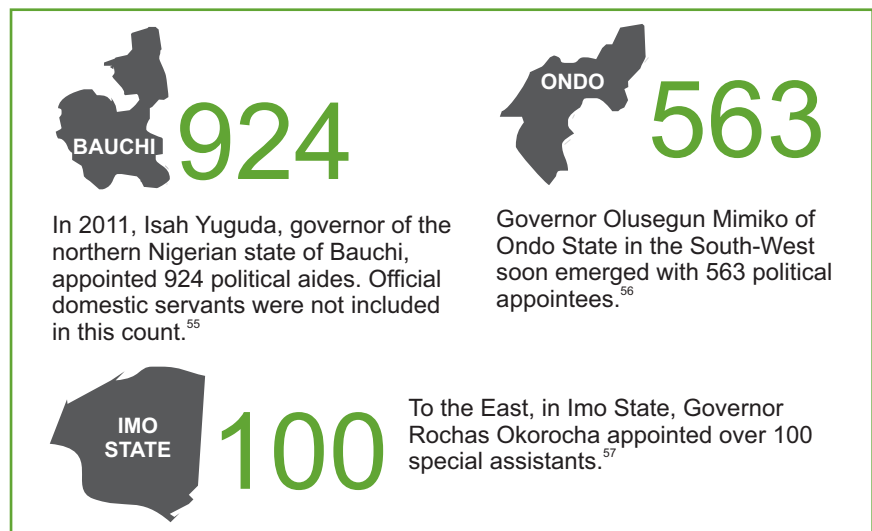 BAUCHI
924
In 2011, Isah Yuguda, governor of the
northern Nigerian state of Bauchi,
appointed 924 political aides. Official
domestic servants were not included
in this count.55
ONDO
563
Governor Olusegun Mimiko of
Ondo State in the South-West
soon emerged with 563 political
appointees.56
IMO
STATE
100
To the East, in Imo State, Governor
Rochas Okorocha appointed over 100
special assistants.57